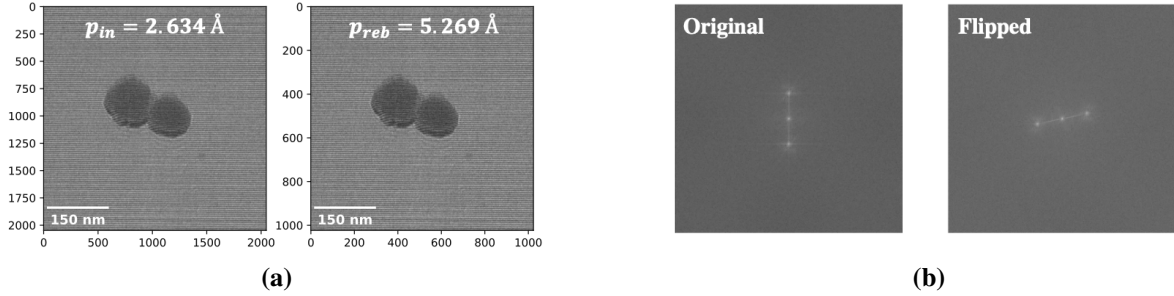 p_in = 2.634 Å
0
250
500
750
1000
1250
1500
1750
2000
150 nm
0 500 1000 1500 2000
p_reb = 5.269 Å
0
200
400
600
800
1000
150 nm
0 200 400 600 800 1000
(a)
Original
Flipped
(b)